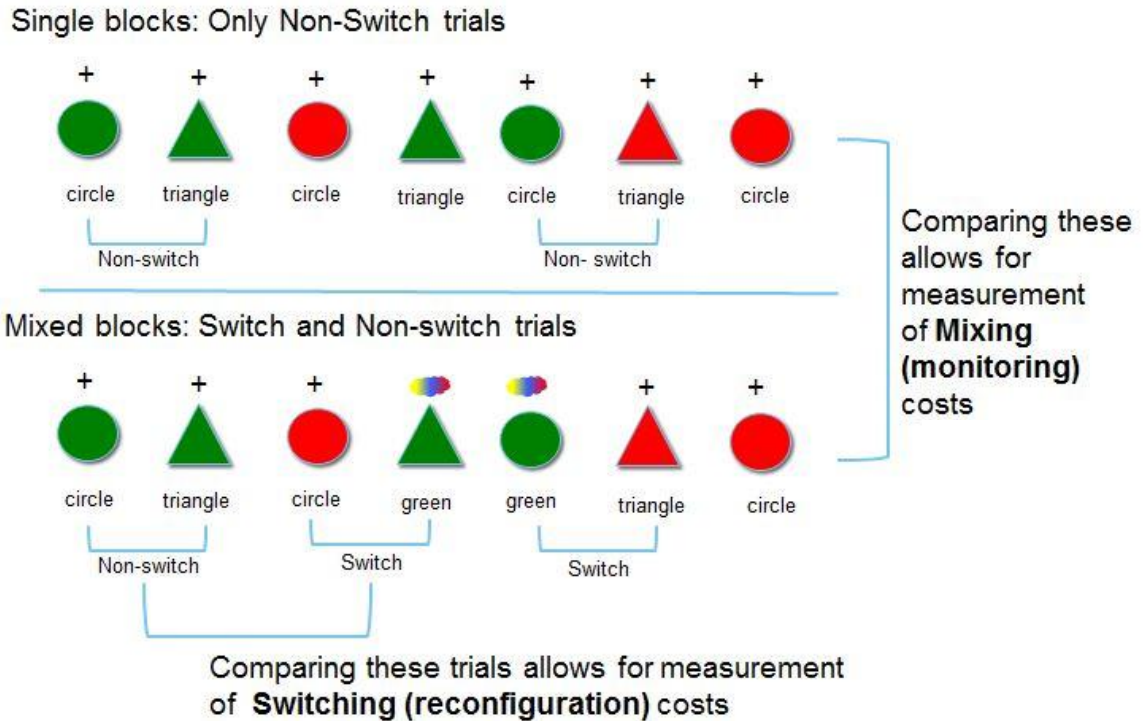 Single blocks: Only Non-Switch trials
+ + + + + + +
circle triangle circle triangle circle triangle circle
Non-switch Non- switch
Comparing these
allows for
measurement
of Mixing
(monitoring)
costs
Mixed blocks: Switch and Non-switch trials
+ + + + +
circle triangle circle green green triangle circle
Non-switch Switch Switch
Comparing these trials allows for measurement
of Switching (reconfiguration) costs